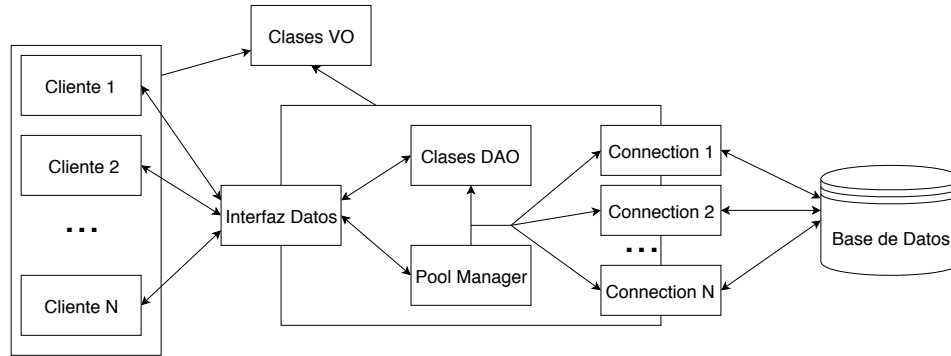 Clases VO
Cliente 1
Cliente 2
...
Cliente N
Interfaz Datos
Clases DAO
Pool Manager
Connection 1
Connection 2
...
Connection N
Base de Datos